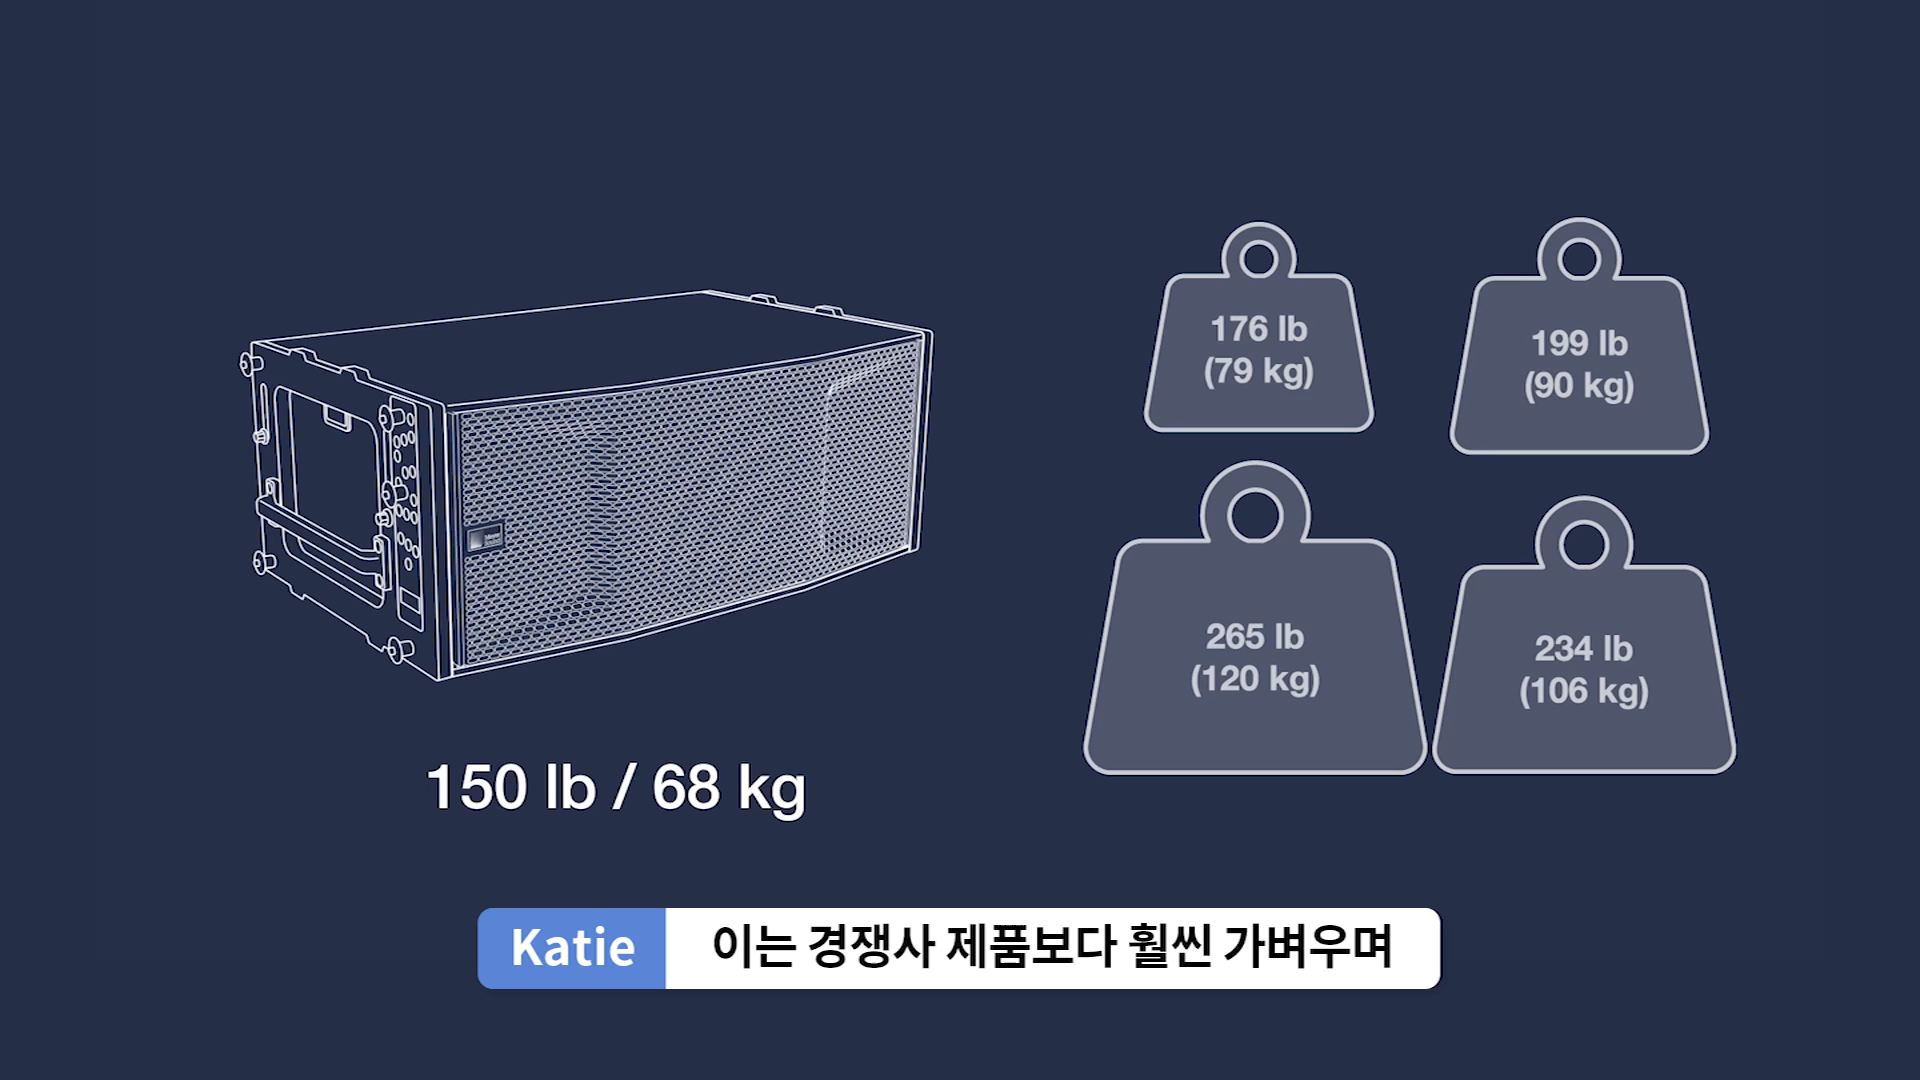 176 lb
(79 kg)
199 lb
(90 kg)
265 lb
(120 kg)
234 lb
(106 kg)
150 lb / 68 kg
Katie 이는 경쟁사 제품보다 훨씬 가벼우며